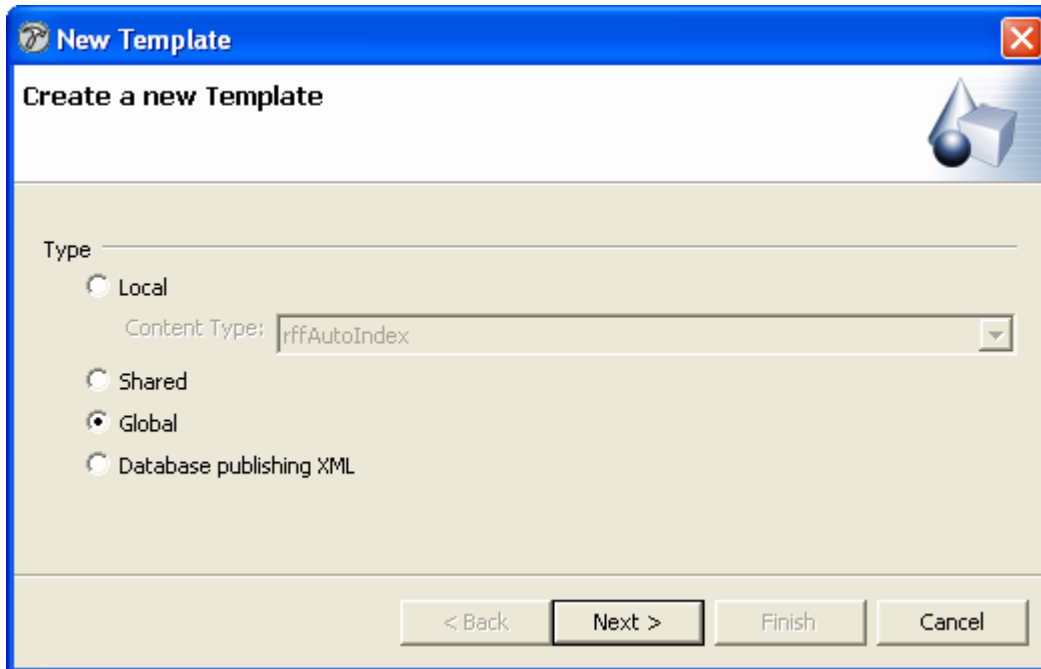 New Template
Create a new Template
Type
Local
Content Type: rffAutoIndex
Shared
Global
Database publishing XML
< Back Next > Finish Cancel